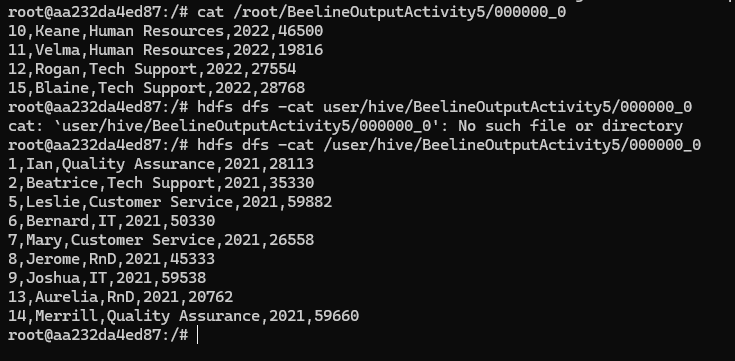 root@aa232da4ed87:/# cat /root/BeelineOutputActivity5/000000_0
10,Keane,Human Resources,2022,46500
11,Velma,Human Resources,2022,19816
12,Rogan,Tech Support,2022,27554
15,Blaine,Tech Support,2022,28768
root@aa232da4ed87:/# hdfs dfs -cat user/hive/BeelineOutputActivity5/000000_0
cat: `user/hive/BeelineOutputActivity5/000000_0': No such file or directory
root@aa232da4ed87:/# hdfs dfs -cat /user/hive/BeelineOutputActivity5/000000_0
1,Ian,Quality Assurance,2021,28113
2,Beatrice,Tech Support,2021,35330
5,Leslie,Customer Service,2021,59882
6,Bernard,IT,2021,50330
7,Mary,Customer Service,2021,26558
8,Jerome,RnD,2021,45333
9,Joshua,IT,2021,59538
13,Aurelia,RnD,2021,20762
14,Merrill,Quality Assurance,2021,59660
root@aa232da4ed87:/#